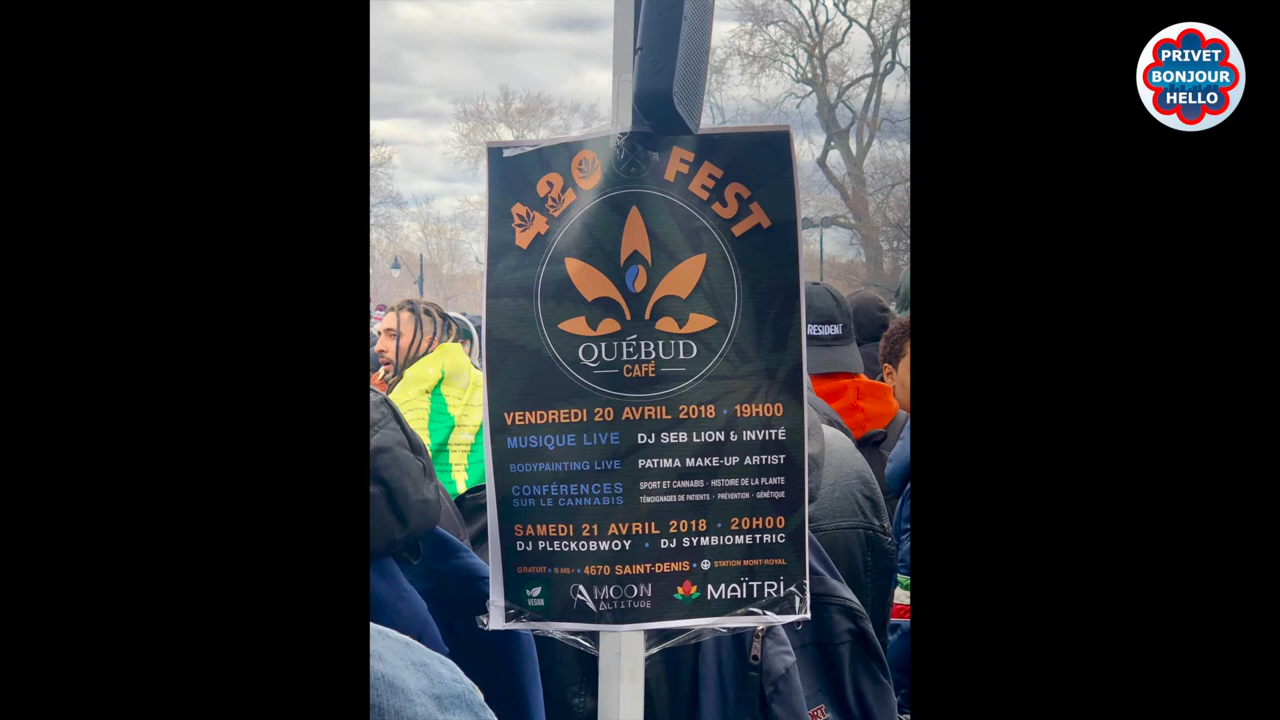 PRIVET
BONJOUR
HELLO
420 FEST
QUÉBUD
CAFÉ
RESIDENT
VENDREDI 20 AVRIL 2018 • 19H00
MUSIQUE LIVE DJ SEB LION & INVITÉ
BODYPAINTING LIVE PATIMA MAKE-UP ARTIST
CONFÉRENCES SPORT ET CANNABIS • HISTOIRE DE LA PLANTE
SUR LE CANNABIS TÉMOIGNAGES DE PATIENTS • PRÉVENTION • GÉNÉTIQUE
SAMEDI 21 AVRIL 2018 • 20H00
DJ PLECKOBWOY • DJ SYMBIOMETRIC
GRATUIT • 18 ANS+ • 4670 SAINT-DENIS • STATION MONT-ROYAL
VEGAN
MOON
ALTITUDE
MAÏTRI